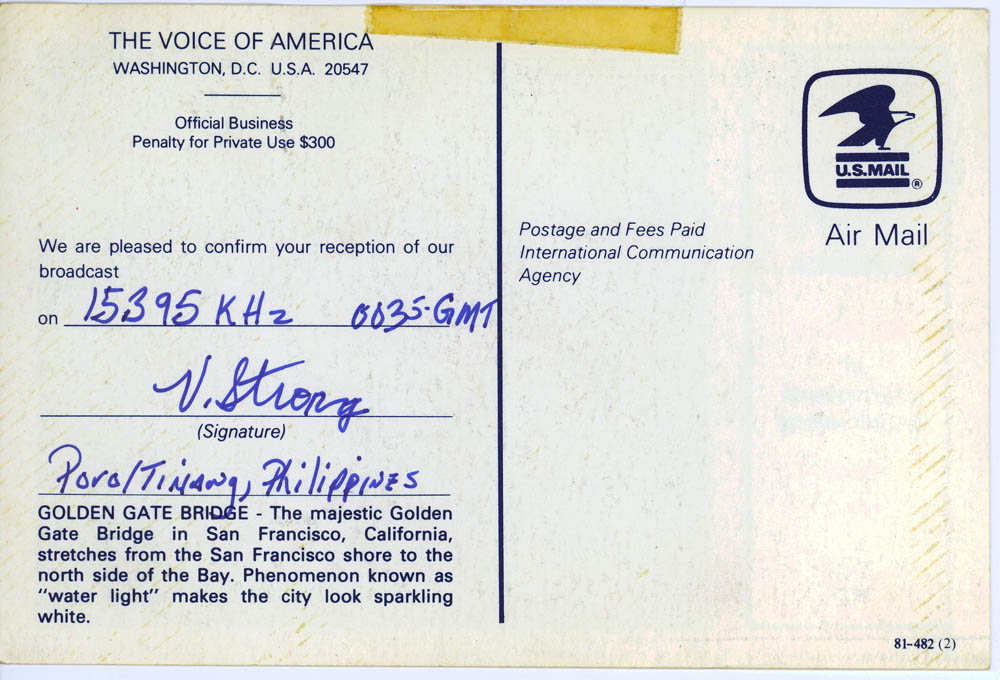 THE VOICE OF AMERICA
WASHINGTON, D.C. U.S.A. 20547
Official Business
Penalty for Private Use $300
We are pleased to confirm your reception of our
broadcast
on 15395 KHz 0035 GMT
V. Strong
(Signature)
Poro/Tinang, Philippines
GOLDEN GATE BRIDGE - The majestic Golden
Gate Bridge in San Francisco, California,
stretches from the San Francisco shore to the
north side of the Bay. Phenomenon known as
"water light" makes the city look sparkling
white.
Postage and Fees Paid
International Communication
Agency
U.S.MAIL ®
Air Mail
81-482 (2)